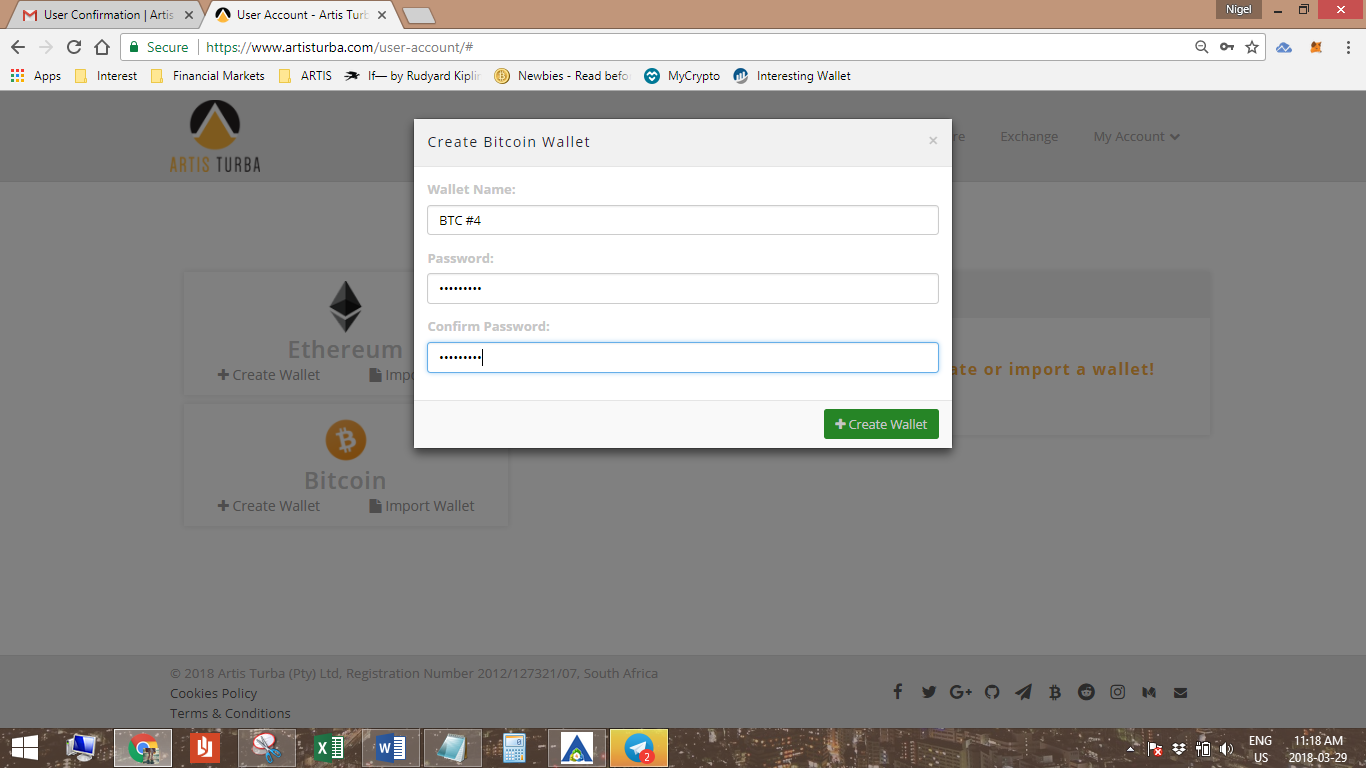 User Confirmation | Artis
User Account - Artis Turb
Nigel
Secure
https://www.artisturba.com/user-account/#
Apps
Interest
Financial Markets
ARTIS
If— by Rudyard Kiplin
Newbies - Read befo
MyCrypto
Interesting Wallet
ARTIS TURBA
re
Exchange
My Account
Create Bitcoin Wallet
×
Wallet Name:
BTC #4
Password:
•••••••••
Confirm Password:
•••••••••
Create Wallet
Ethereum
Create Wallet
Impo
ate or import a wallet!
Bitcoin
Create Wallet
Import Wallet
© 2018 Artis Turba (Pty) Ltd, Registration Number 2012/127321/07, South Africa
Cookies Policy
Terms & Conditions
2
ENG
US
11:18 AM
2018-03-29